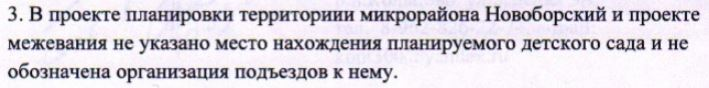 3. В проекте планировки территориии микрорайона Новоборский и проекте
межевания не указано место нахождения планируемого детского сада и не
обозначена организация подъездов к нему.